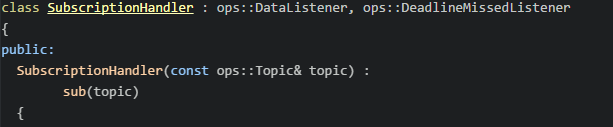 class SubscriptionHandler : ops::DataListener, ops::DeadlineMissedListener
{
public:
  SubscriptionHandler(const ops::Topic& topic) :
        sub(topic)
  {